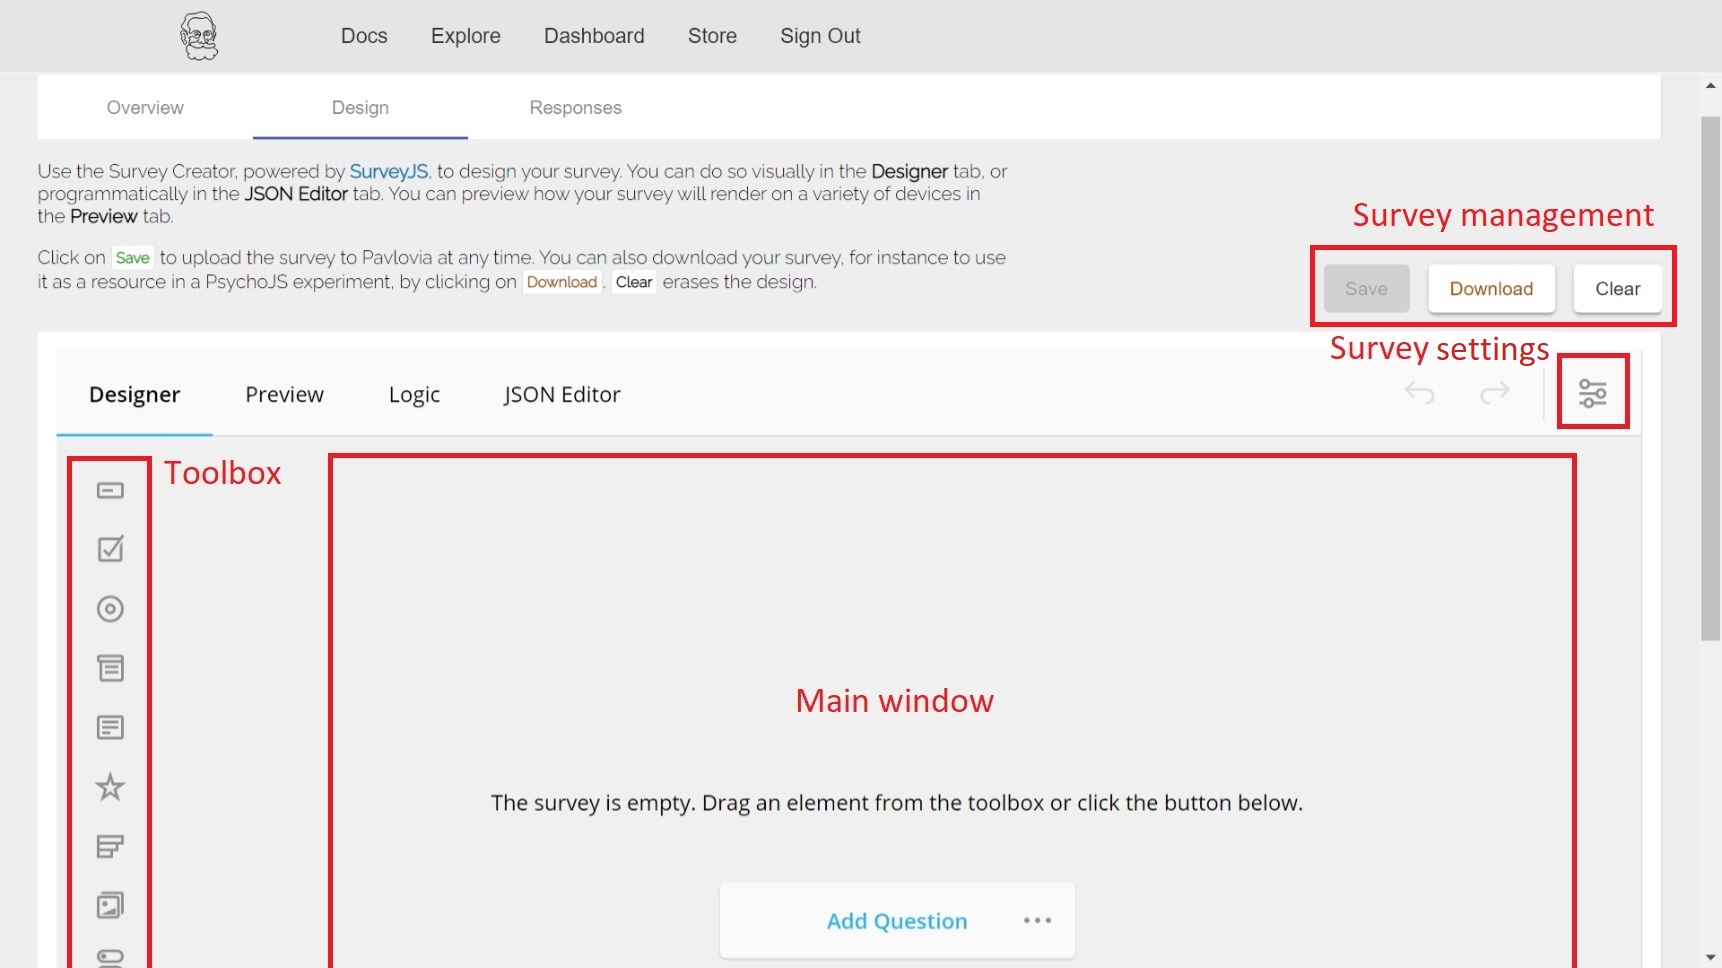 Docs Explore Dashboard Store Sign Out
Overview Design Responses
Use the Survey Creator, powered by SurveyJS, to design your survey. You can do so visually in the Designer tab, or
programmatically in the JSON Editor tab. You can preview how your survey will render on a variety of devices in
the Preview tab.
Survey management
Click on Save to upload the survey to Pavlovia at any time. You can also download your survey, for instance to use
it as a resource in a PsychoJS experiment, by clicking on Download. Clear erases the design.
Save Download Clear
Survey settings
Designer Preview Logic JSON Editor
Toolbox
Main window
The survey is empty. Drag an element from the toolbox or click the button below.
Add Question